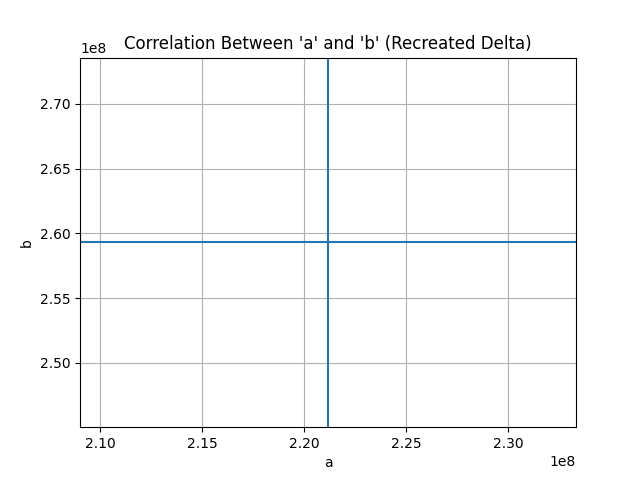 Correlation Between 'a' and 'b' (Recreated Delta)
1e8
2.70
2.65
2.60
2.55
2.50
b
2.10
2.15
2.20
2.25
2.30
a
1e8